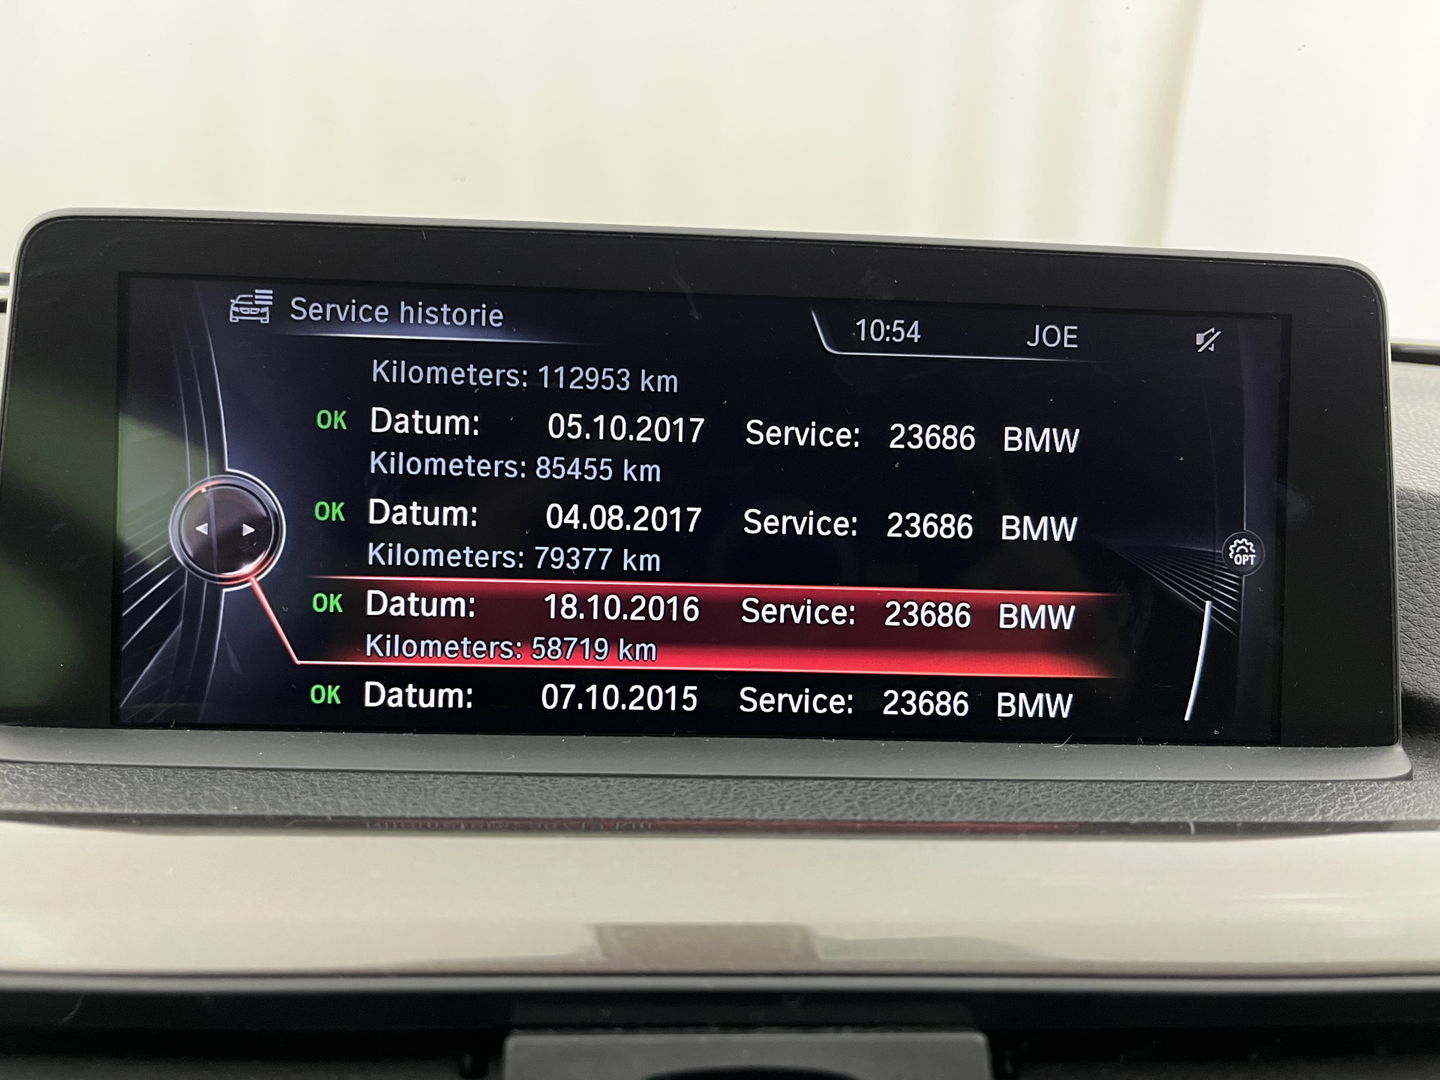 Service historie 10:54 JOE
Kilometers: 112953 km
OK Datum: 05.10.2017 Service: 23686 BMW
Kilometers: 85455 km
OK Datum: 04.08.2017 Service: 23686 BMW
Kilometers: 79377 km
OPT
OK Datum: 18.10.2016 Service: 23686 BMW
Kilometers: 58719 km
OK Datum: 07.10.2015 Service: 23686 BMW